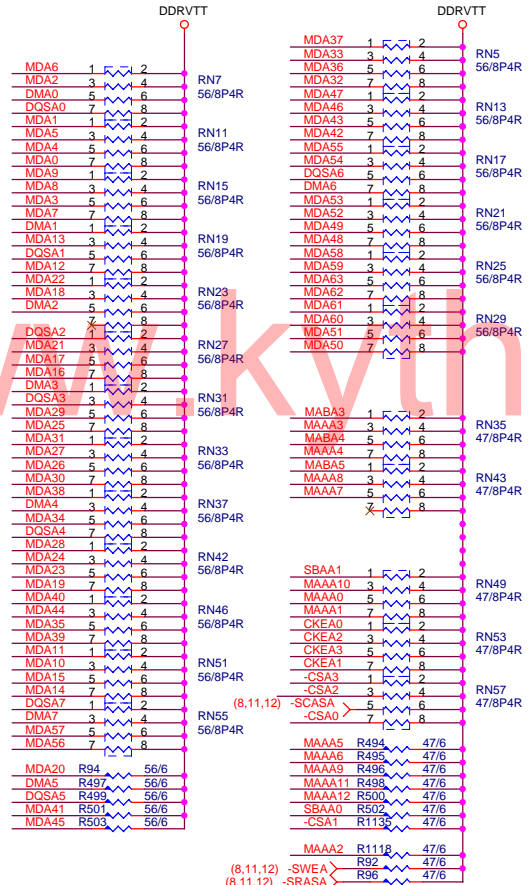 DDRVTT
MDA6 1 2
MDA2 3 4 RN7
DMA0 5 6 56/8P4R
DQSA0 7 8
MDA1 1 2
MDA5 3 4 RN11
MDA4 5 6 56/8P4R
MDA0 7 8
MDA9 1 2
MDA8 3 4 RN15
MDA3 5 6 56/8P4R
MDA7 7 8
DMA1 1 2
MDA13 3 4 RN19
DQSA1 5 6 56/8P4R
MDA12 7 8
MDA22 1 2
MDA18 3 4 RN23
DMA2 5 6 56/8P4R
7 8
DQSA2 1 2
MDA21 3 4 RN27
MDA17 5 6 56/8P4R
MDA16 7 8
DMA3 1 2
DQSA3 3 4 RN31
MDA29 5 6 56/8P4R
MDA25 7 8
MDA31 1 2
MDA27 3 4 RN33
MDA26 5 6 56/8P4R
MDA30 7 8
MDA38 1 2
DMA4 3 4 RN37
MDA34 5 6 56/8P4R
DQSA4 7 8
MDA28 1 2
MDA24 3 4 RN42
MDA23 5 6 56/8P4R
MDA19 7 8
MDA40 1 2
MDA44 3 4 RN46
MDA35 5 6 56/8P4R
MDA39 7 8
MDA11 1 2
MDA10 3 4 RN51
MDA15 5 6 56/8P4R
MDA14 7 8
DQSA7 1 2
DMA7 3 4 RN55
MDA57 5 6 56/8P4R
MDA56 7 8
MDA20 R94 56/6
DMA5 R497 56/6
DQSA5 R499 56/6
MDA41 R501 56/6
MDA45 R503 56/6
DDRVTT
MDA37 1 2
MDA33 3 4 RN5
MDA36 5 6 56/8P4R
MDA32 7 8
MDA47 1 2
MDA46 3 4 RN13
MDA43 5 6 56/8P4R
MDA42 7 8
MDA55 1 2
MDA54 3 4 RN17
DQSA6 5 6 56/8P4R
DMA6 7 8
MDA53 1 2
MDA52 3 4 RN21
MDA49 5 6 56/8P4R
MDA48 7 8
MDA58 1 2
MDA59 3 4 RN25
MDA63 5 6 56/8P4R
MDA62 7 8
MDA61 1 2
MDA60 3 4 RN29
MDA51 5 6 56/8P4R
MDA50 7 8
MABA3 1 2
MAAA3 3 4 RN35
MABA4 5 6 47/8P4R
MAAA4 7 8
MABA5 1 2
MAAA8 3 4 RN43
MAAA7 5 6 47/8P4R
7 8
SBAA1 1 2
MAAA10 3 4 RN49
MAAA0 5 6 47/8P4R
MAAA1 7 8
CKEA0 1 2
CKEA2 3 4 RN53
CKEA3 5 6 47/8P4R
CKEA1 7 8
-CSA3 1 2
-CSA2 3 4 RN57
(8,11,12) -SCASA 5 6 47/8P4R
-CSA0 7 8
MAAA5 R494 47/6
MAAA6 R495 47/6
MAAA9 R496 47/6
MAAA11 R498 47/6
MAAA12 R500 47/6
SBAA0 R502 47/6
-CSA1 R1135 47/6
MAAA2 R1118 47/6
(8,11,12) -SWEA R92 47/6
(8,11,12) -SRASA R96 47/6
w.kyth